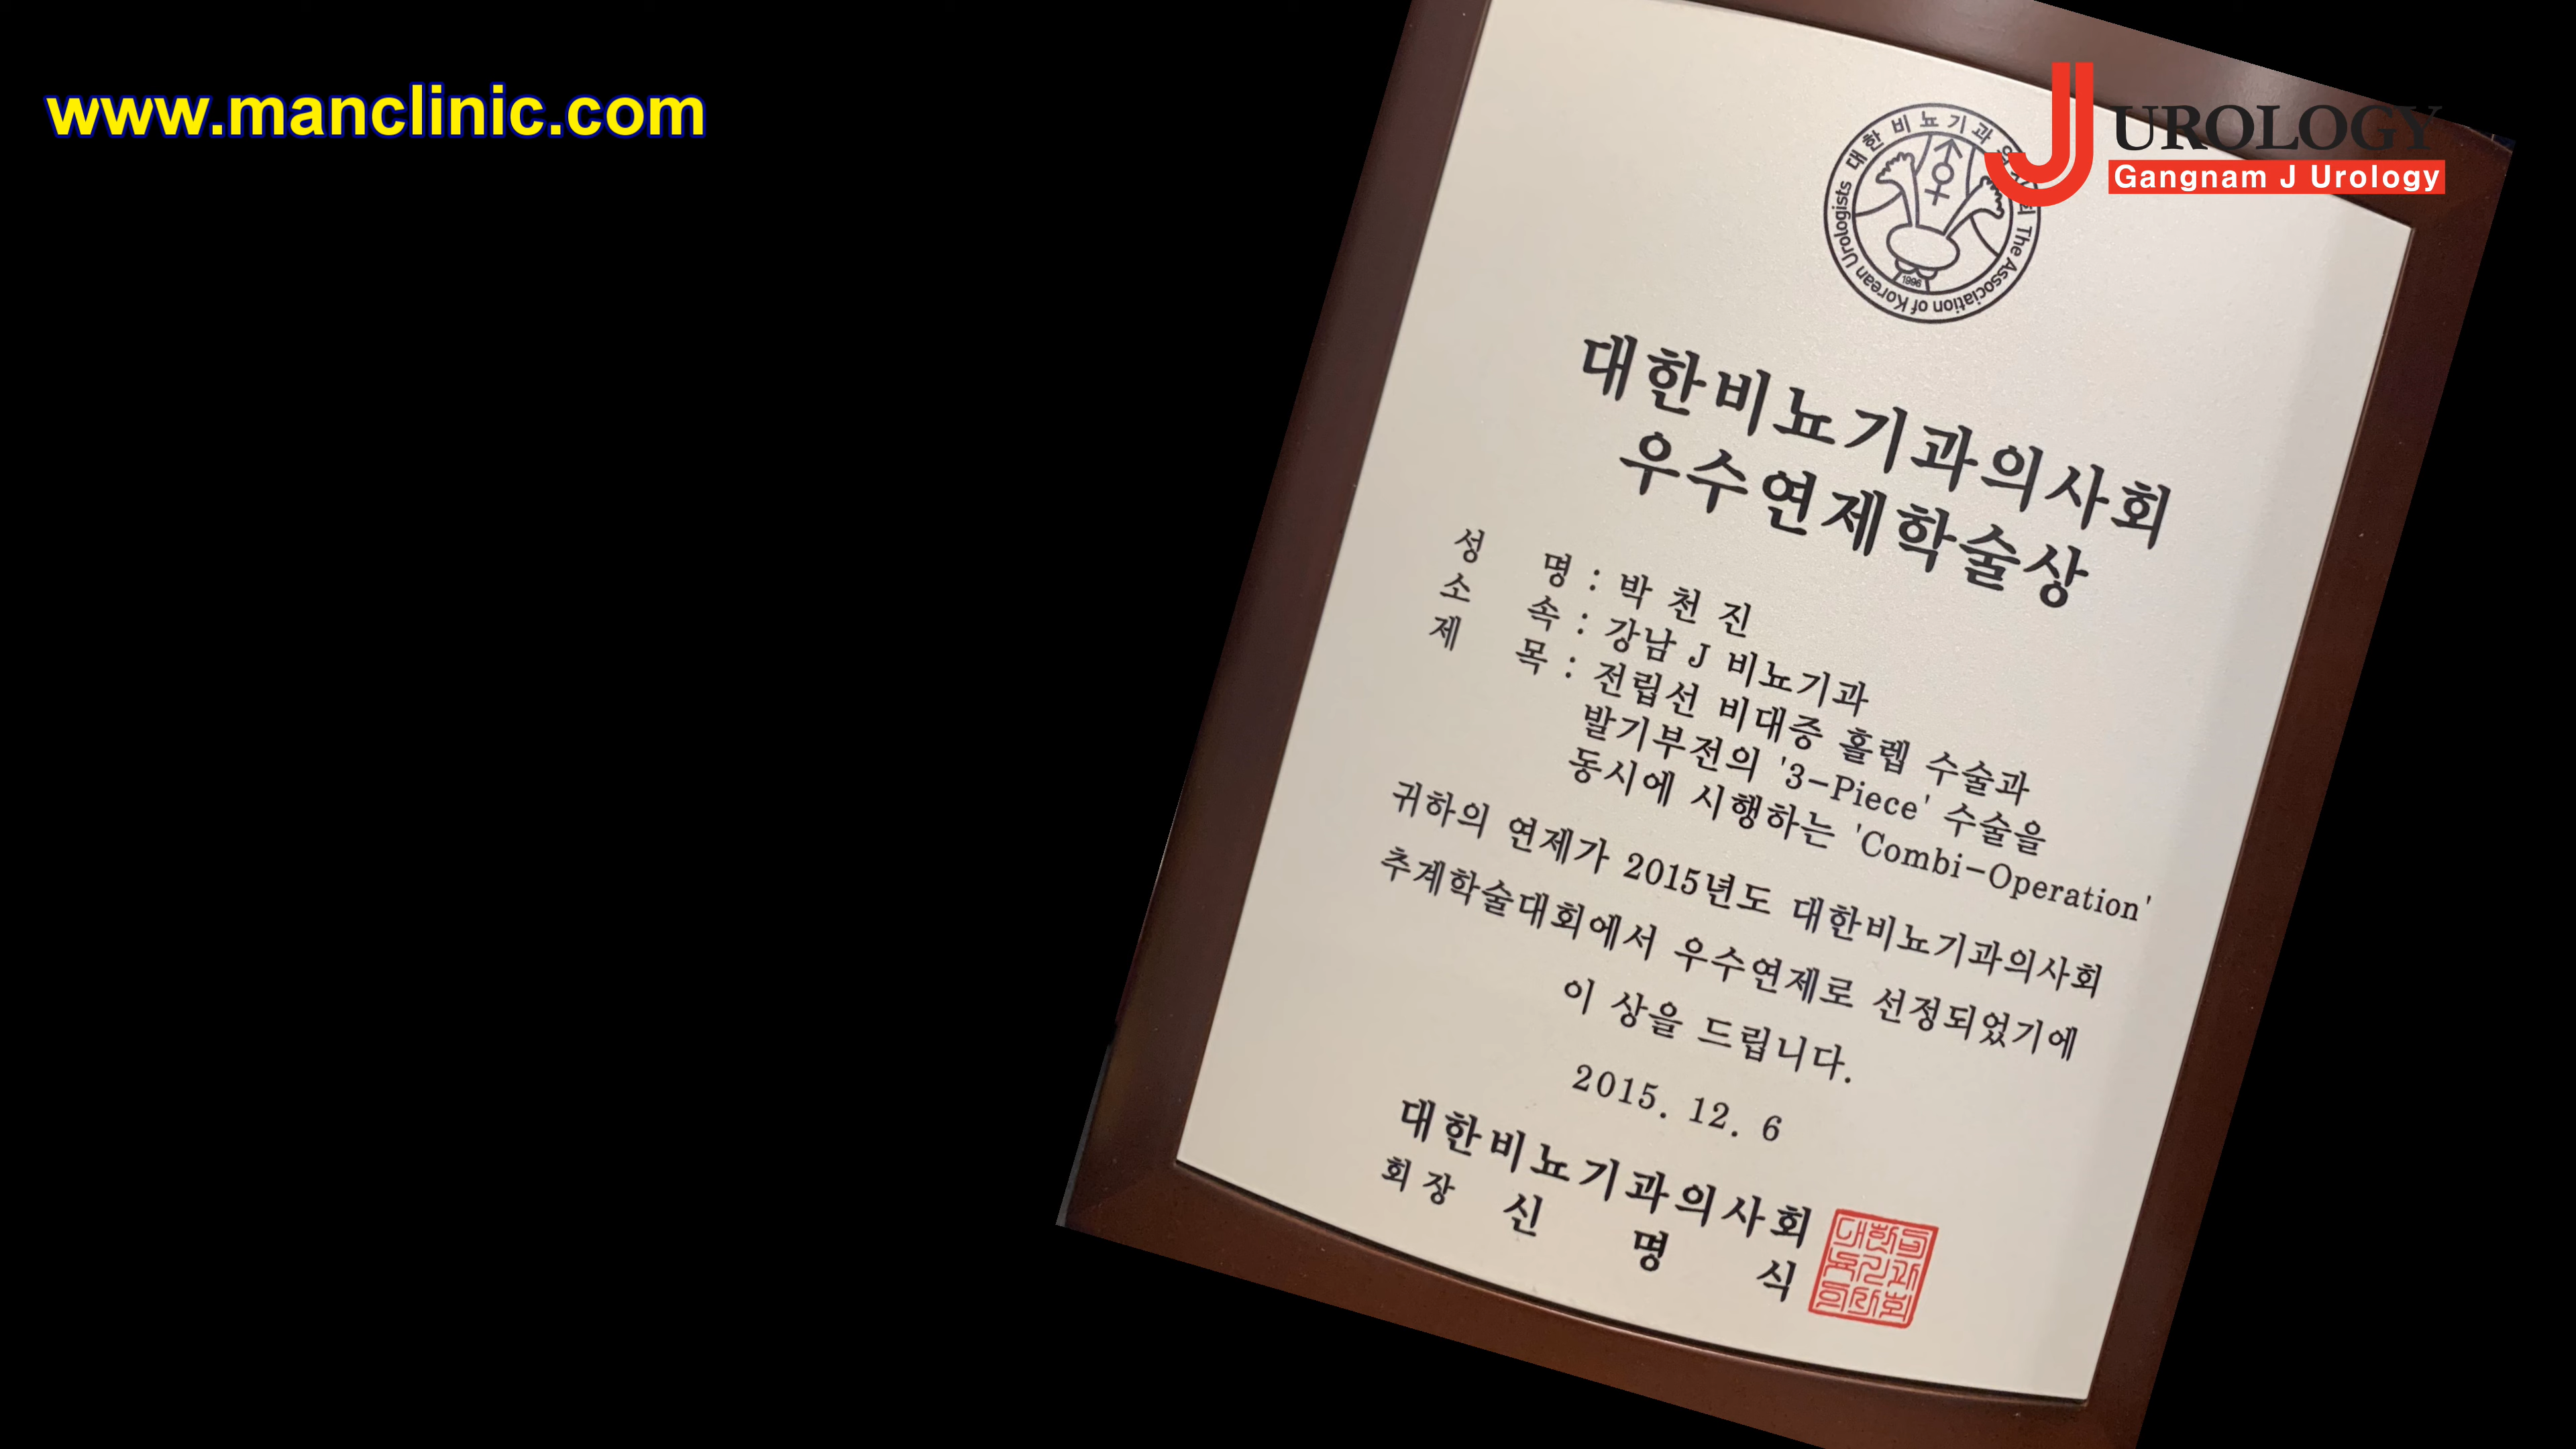 www.manclinic.com
J UROLOGY
Gangnam J Urology
대한비뇨기과
The Association of Korean Urologists
1996
대한비뇨기과의사회
우수연제학술상
성 명 : 박 천 진
소 속 : 강남 J 비뇨기과
제 목 : 전립선 비대증 홀렙 수술과
발기부전의 '3-Piece' 수술을
동시에 시행하는 'Combi-Operation'
귀하의 연제가 2015년도 대한비뇨기과의사회
추계학술대회에서 우수연제로 선정되었기에
이 상을 드립니다.
2015. 12. 6
대한비뇨기과의사회
회장 신 명 식